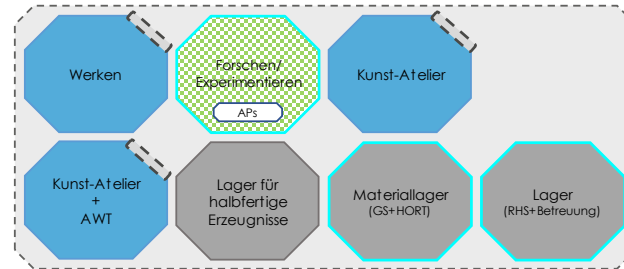 Werken
Forschen/
Experimentieren
APs
Kunst-Atelier
Kunst-Atelier
+
AWT
Lager für
halbfertige
Erzeugnisse
Materiallager
(GS+HORT)
Lager
(RHS+Betreuung)